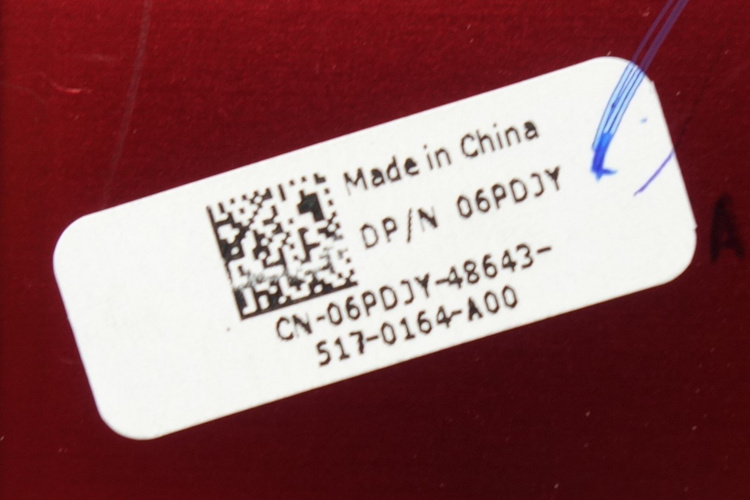 Made in China
DP/N 06PDJY
CN-06PDJY-48643-
517-0164-A00
A